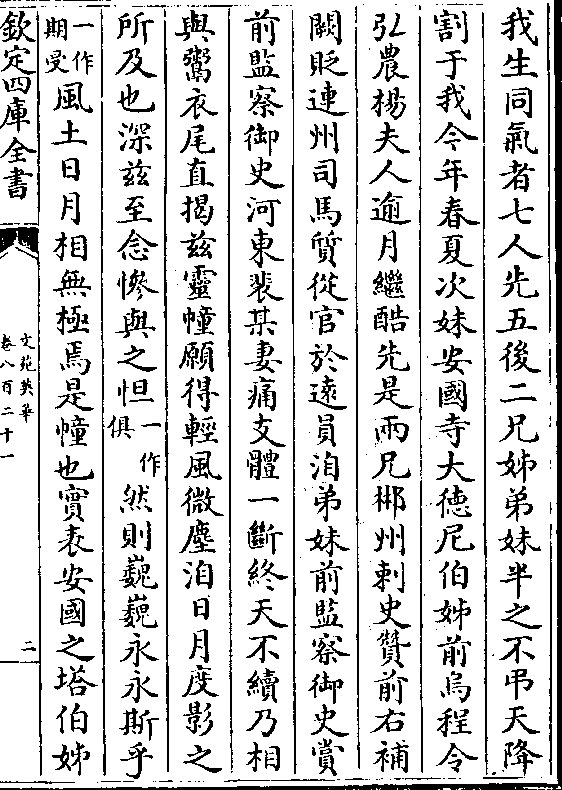 我生同氣者七人先五後二兄姊弟妹半之不弔天降
割于我今年春夏次妹安國寺大徳尼伯姊前烏程令
弘農楊夫人逾月繼酷先是兩兄郴州刺史贊前右補
闕貶連州司馬質從官於逺員洎弟妹前監察御史賞
前監察御史河東裴某妻痛支體一斷終天不續乃相
與鬻衣尾直揭兹靈幢願得輕風微塵洎日月度影之
所及也深兹至念慘與之怛一作俱然則巍巍永永斯乎
一作期受風土日月相無極焉是幢也實表安國之塔伯姊
欽定四庫全書
文苑英華
卷八百二十一
二